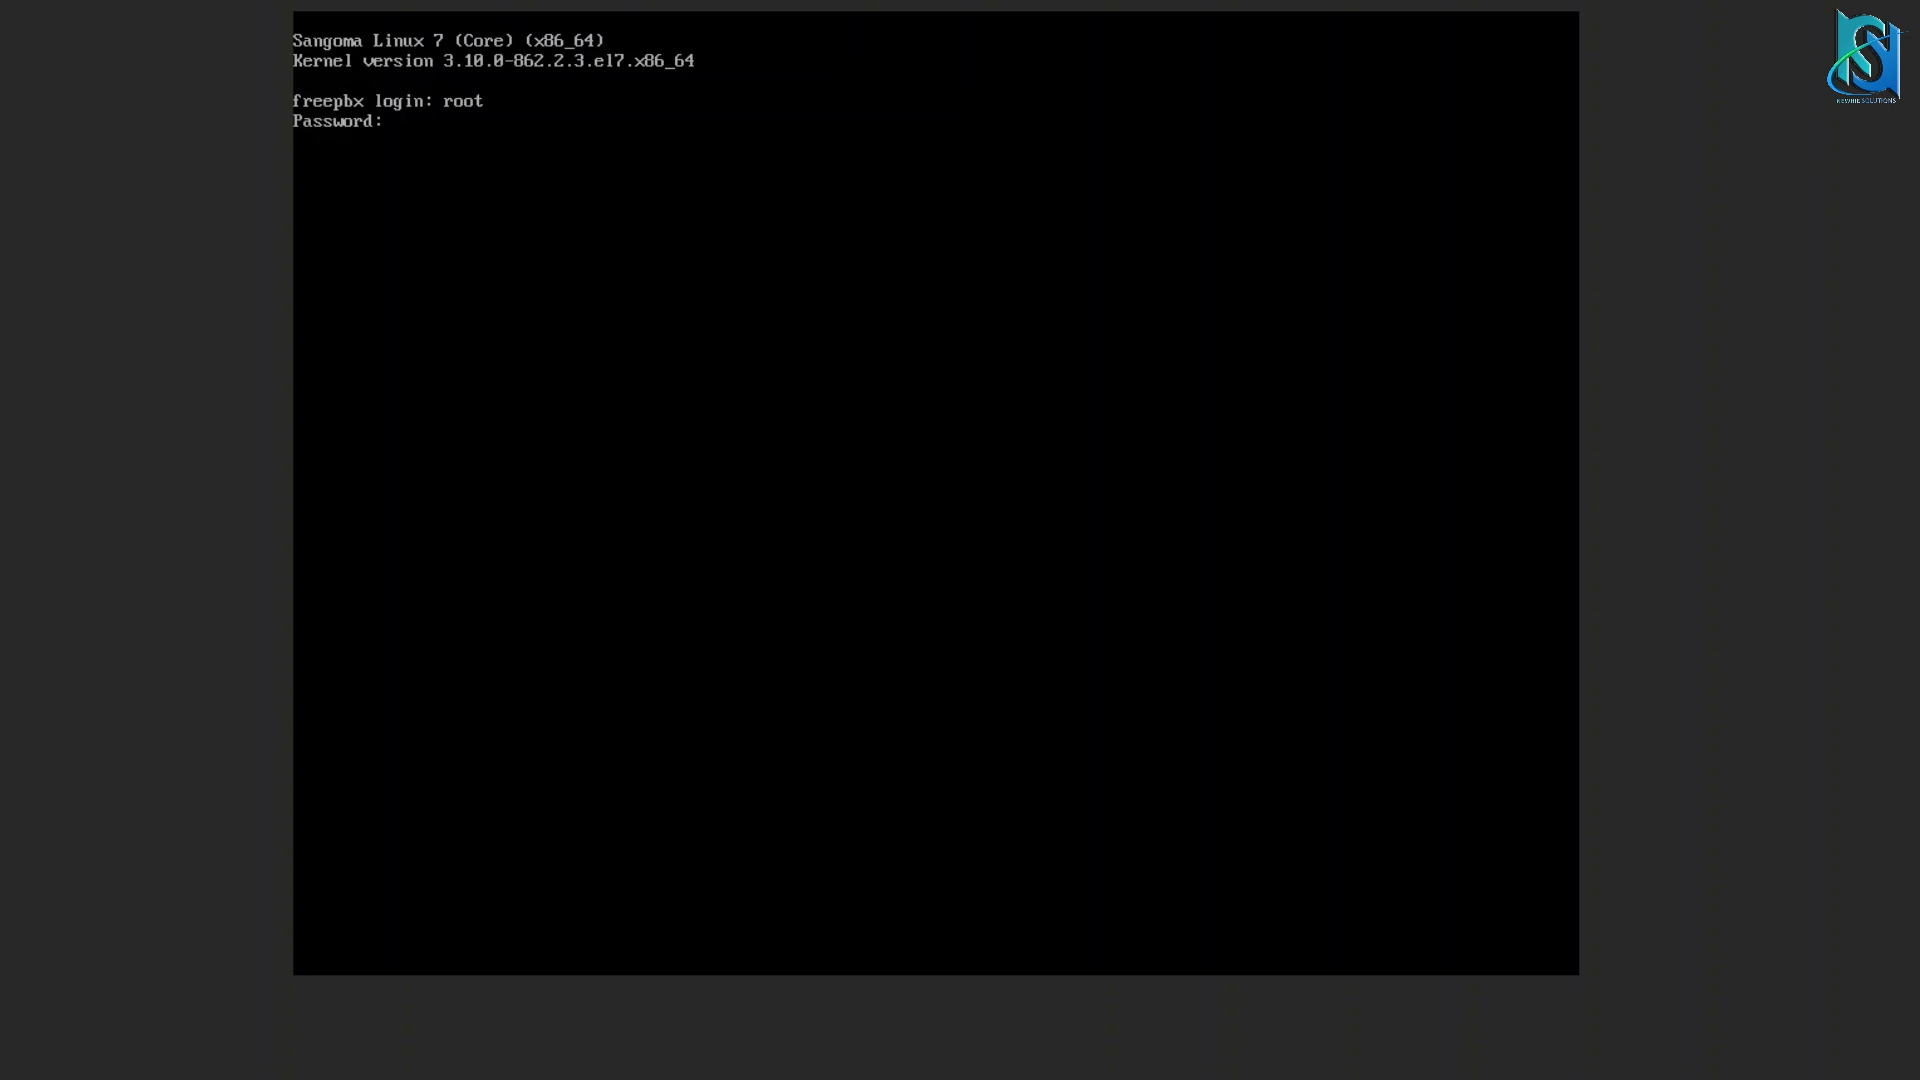 Sangoma Linux 7 (Core) (x86_64)
Kernel version 3.10.0-862.2.3.el7.x86_64
freepbx login: root
Password:
SOLUTIONS